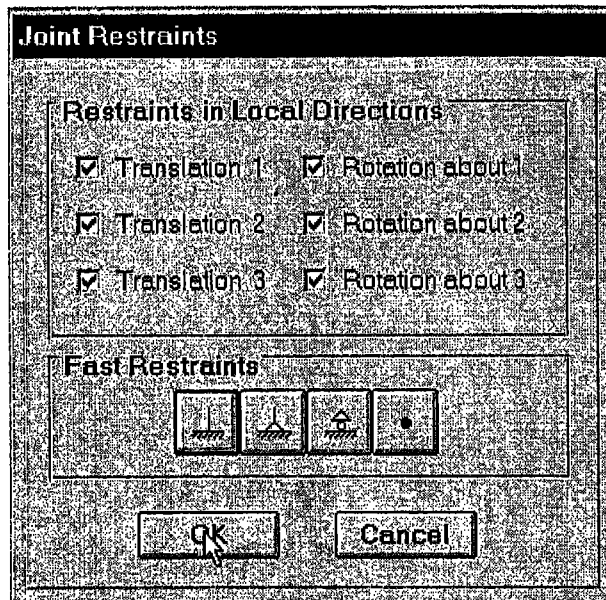 Joint Restraints
Restraints in Local Directions
Translation 1 Rotation about 1
Translation 2 Rotation about 2
Translation 3 Rotation about 3
Fast Restraints
OK Cancel